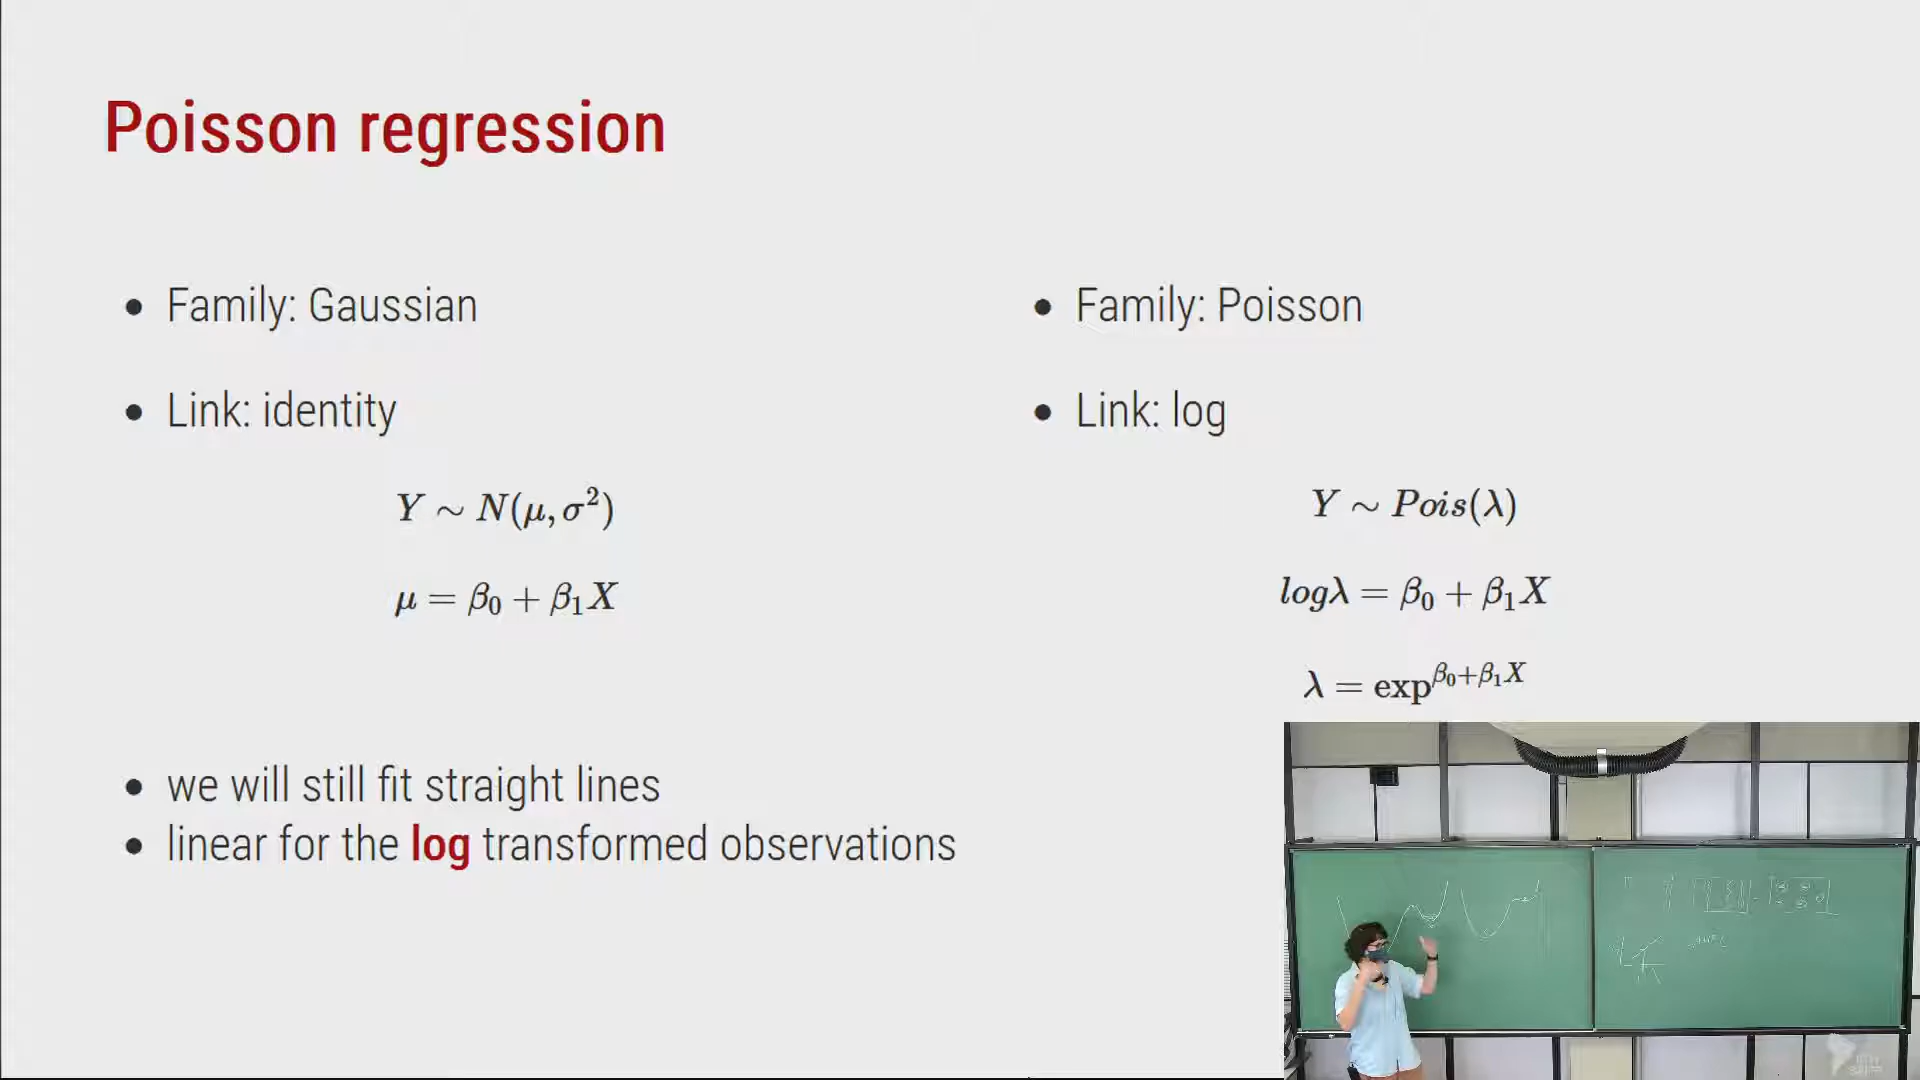 Poisson regression
• Family: Gaussian
• Link: identity
Y ∼ N(μ, σ²)
μ = β₀ + β₁X
• Family: Poisson
• Link: log
Y ∼ Pois(λ)
logλ = β₀ + β₁X
λ = exp^{β₀+β₁X}
• we will still fit straight lines
• linear for the log transformed observations